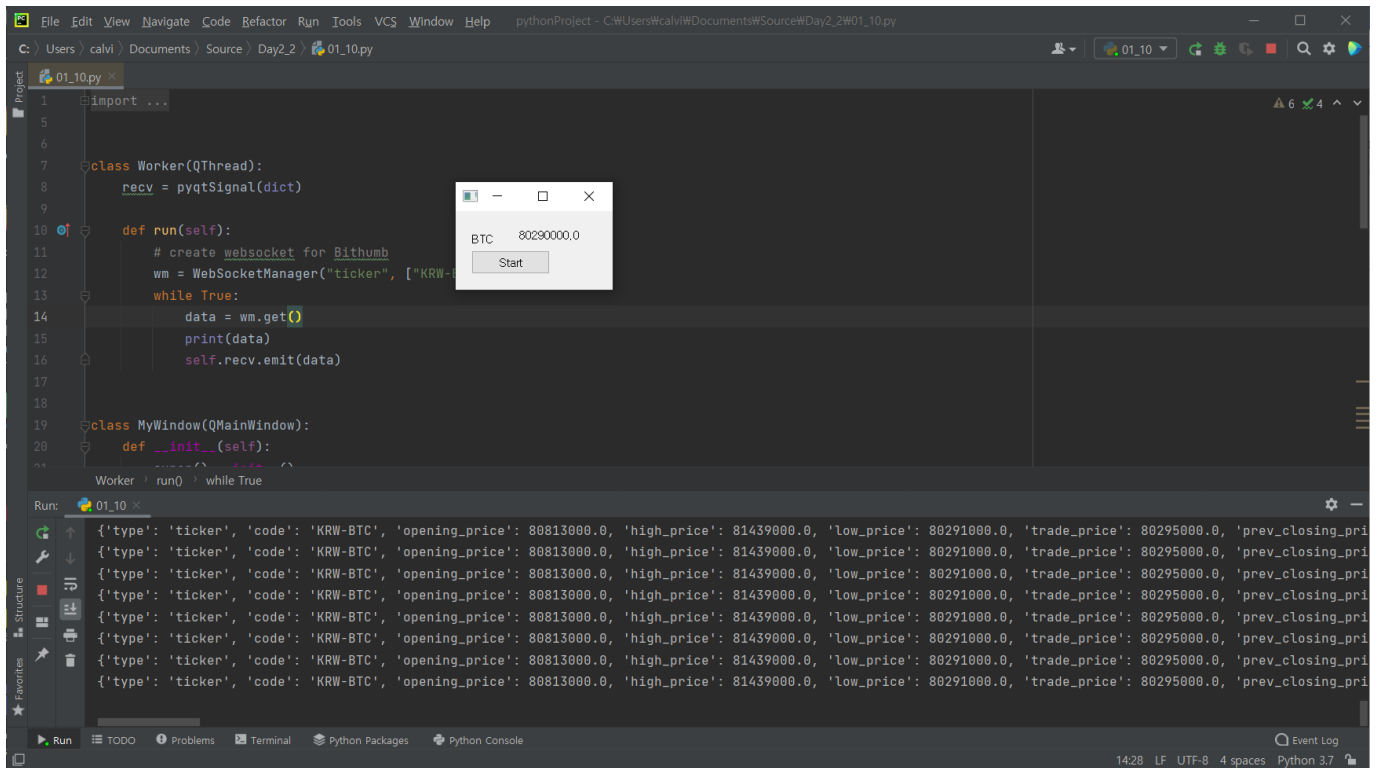 PC File Edit View Navigate Code Refactor Run Tools VCS Window Help pythonProject - C:₩Users₩calvi₩Documents₩Source₩Day2_2₩01_10.py
C: Users calvi Documents Source Day2_2 01_10.py 01_10
Project
01_10.py
1 import ...
6 4
5
6
7 class Worker(QThread):
8 recv = pyqtSignal(dict)
9
10 def run(self):
11 # create websocket for Bithumb
12 wm = WebSocketManager("ticker", ["KRW-B
13 while True:
14 data = wm.get()
15 print(data)
16 self.recv.emit(data)
17
18
19 class MyWindow(QMainWindow):
20 def __init__(self):
21 super().__init__()
BTC 80290000.0
Start
Worker run() while True
Run: 01_10
{'type': 'ticker', 'code': 'KRW-BTC', 'opening_price': 80813000.0, 'high_price': 81439000.0, 'low_price': 80291000.0, 'trade_price': 80295000.0, 'prev_closing_pri
{'type': 'ticker', 'code': 'KRW-BTC', 'opening_price': 80813000.0, 'high_price': 81439000.0, 'low_price': 80291000.0, 'trade_price': 80295000.0, 'prev_closing_pri
{'type': 'ticker', 'code': 'KRW-BTC', 'opening_price': 80813000.0, 'high_price': 81439000.0, 'low_price': 80291000.0, 'trade_price': 80295000.0, 'prev_closing_pri
{'type': 'ticker', 'code': 'KRW-BTC', 'opening_price': 80813000.0, 'high_price': 81439000.0, 'low_price': 80291000.0, 'trade_price': 80295000.0, 'prev_closing_pri
{'type': 'ticker', 'code': 'KRW-BTC', 'opening_price': 80813000.0, 'high_price': 81439000.0, 'low_price': 80291000.0, 'trade_price': 80295000.0, 'prev_closing_pri
{'type': 'ticker', 'code': 'KRW-BTC', 'opening_price': 80813000.0, 'high_price': 81439000.0, 'low_price': 80291000.0, 'trade_price': 80295000.0, 'prev_closing_pri
{'type': 'ticker', 'code': 'KRW-BTC', 'opening_price': 80813000.0, 'high_price': 81439000.0, 'low_price': 80291000.0, 'trade_price': 80295000.0, 'prev_closing_pri
{'type': 'ticker', 'code': 'KRW-BTC', 'opening_price': 80813000.0, 'high_price': 81439000.0, 'low_price': 80291000.0, 'trade_price': 80295000.0, 'prev_closing_pri
Structure
Favorites
Run TODO Problems Terminal Python Packages Python Console Event Log
14:28 LF UTF-8 4 spaces Python 3.7